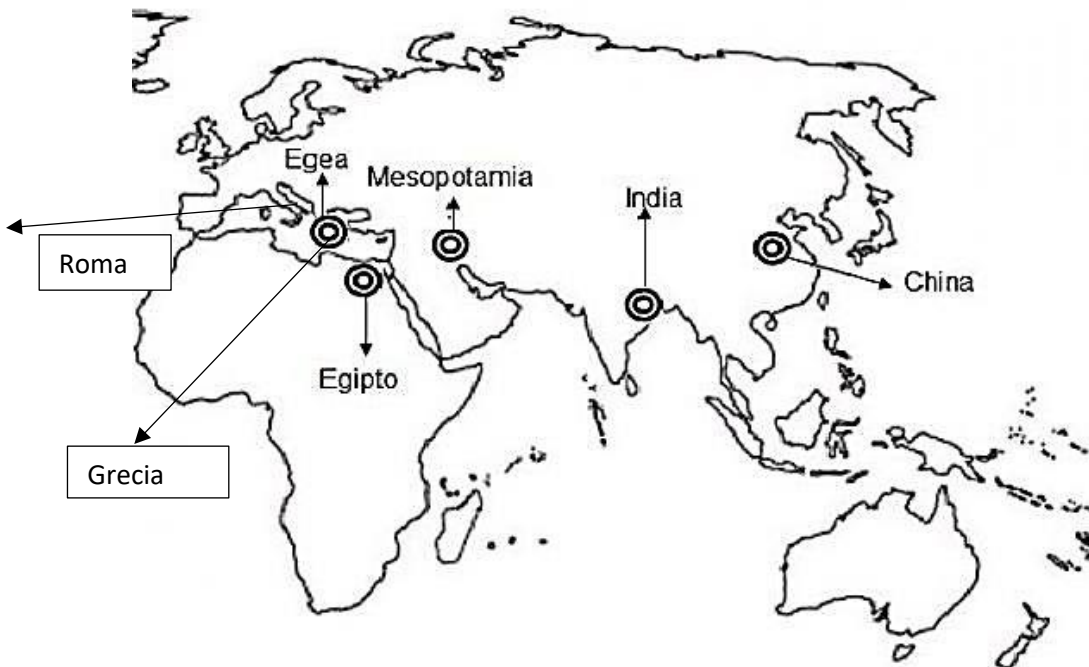 Egea
Mesopotamia
India
Roma
China
Egipto
Grecia